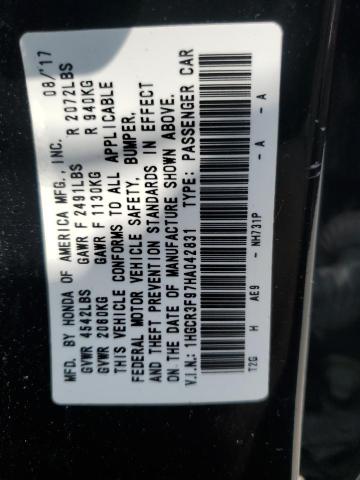 MFD. BY HONDA OF AMERICA MFG., INC. 08/'17
GVWR 4542LBS GAWR F 2491LBS R 2072LBS
GVWR 2060KG GAWR F 1130KG R 940KG
THIS VEHICLE CONFORMS TO ALL APPLICABLE
FEDERAL MOTOR VEHICLE SAFETY, BUMPER,
AND THEFT PREVENTION STANDARDS IN EFFECT
ON THE DATE OF MANUFACTURE SHOWN ABOVE.
V.I.N.: 1HGCR3F97HA042831 TYPE: PASSENGER CAR
T2G H AE9 - NH731P - A - A